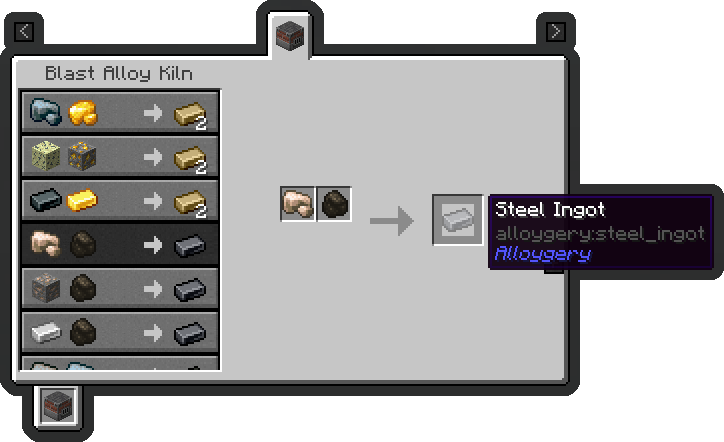 Blast Alloy Kiln
2
2
2
Steel Ingot
alloygery:steel_ingot
Alloygery